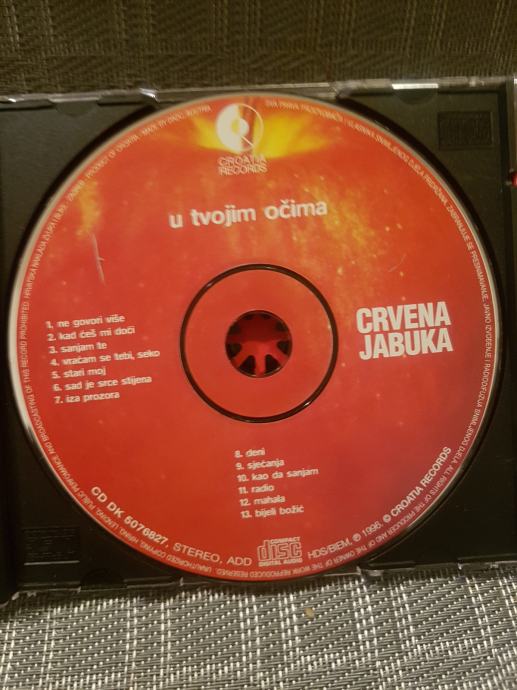 CROATIA
RECORDS
u tvojim očima
CRVENA
JABUKA
1. ne govori više
2. kad ćeš mi doći
3. sanjam te
4. vraćam se tebi, seko
5. stari moj
6. sad je srce stijena
7. iza prozora
8. deni
9. sjećanja
10. kao da sanjam
11. radio
12. mahala
13. bijeli božić
CD DK 5076827, STEREO, ADD
COMPACT
disc
DIGITAL AUDIO
HDS/BIEM, ℗ 1996. © CROATIA RECORDS